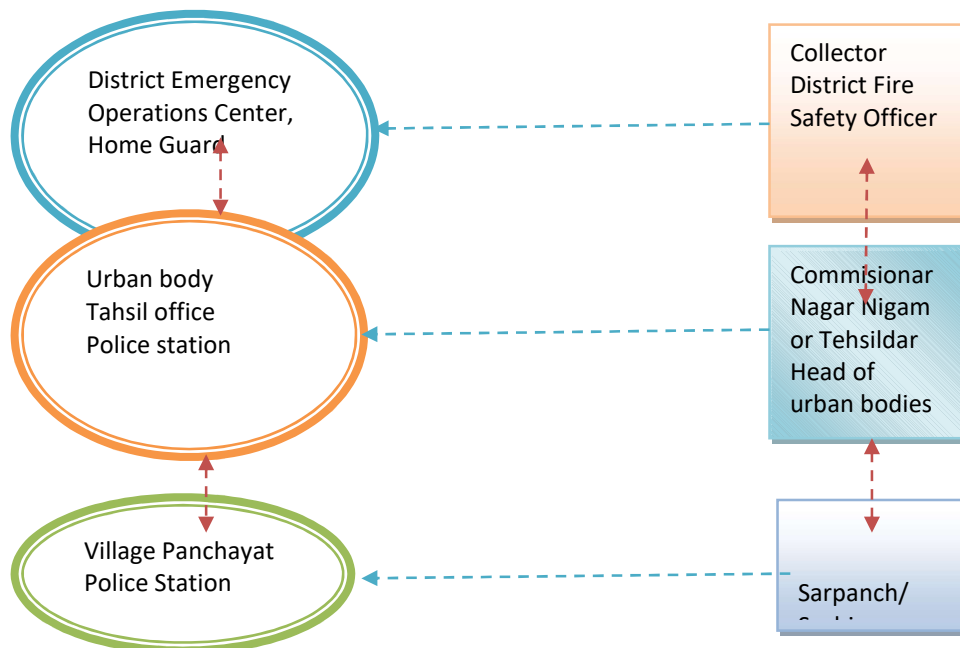 District Emergency
Operations Center,
Home Guard
Collector
District Fire
Safety Officer
Urban body
Tahsil office
Police station
Commisionar
Nagar Nigam
or Tehsildar
Head of
urban bodies
Village Panchayat
Police Station
Sarpanch/